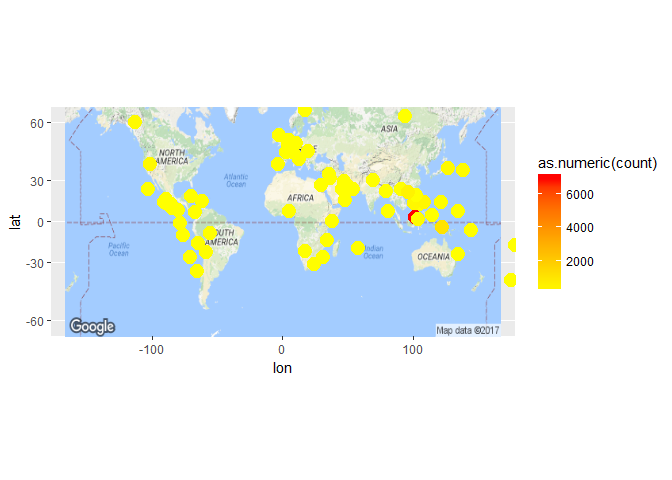 60
30
0
-30
-60
lat
ASIA
NORTH
AMERICA
Atlantic
Ocean
AFRICA
Pacific
Ocean
SOUTH
AMERICA
Indian
Ocean
OCEANIA
Google
Map data ©2017
-100
0
100
lon
as.numeric(count)
6000
4000
2000